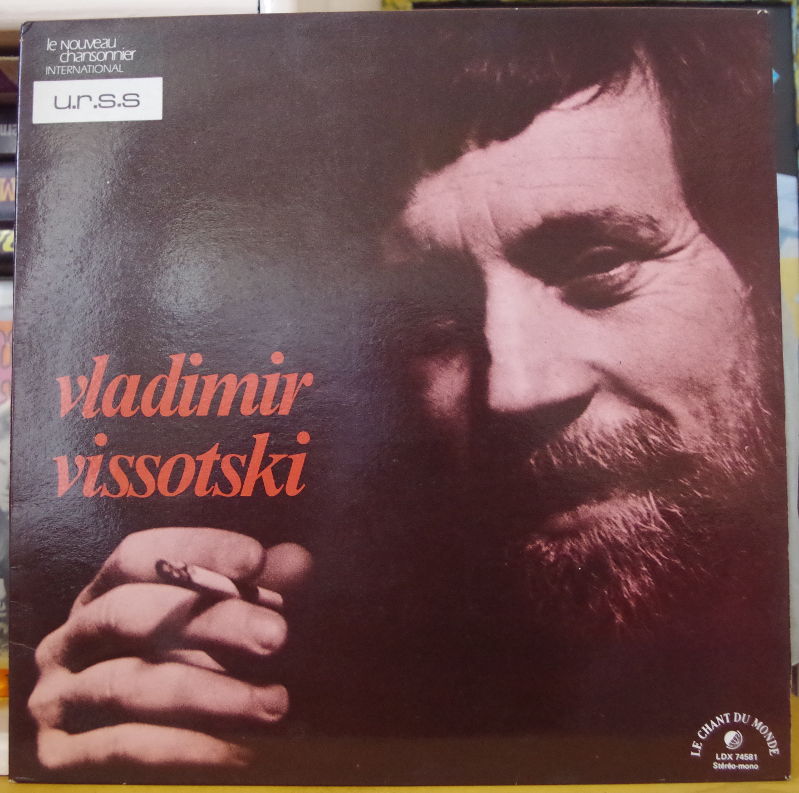 le NOUVEAU
chansonnier
INTERNATIONAL
u.r.s.s
vladimir
vissotski
LE CHANT DU MONDE
LDX 74581
Stéréo-mono